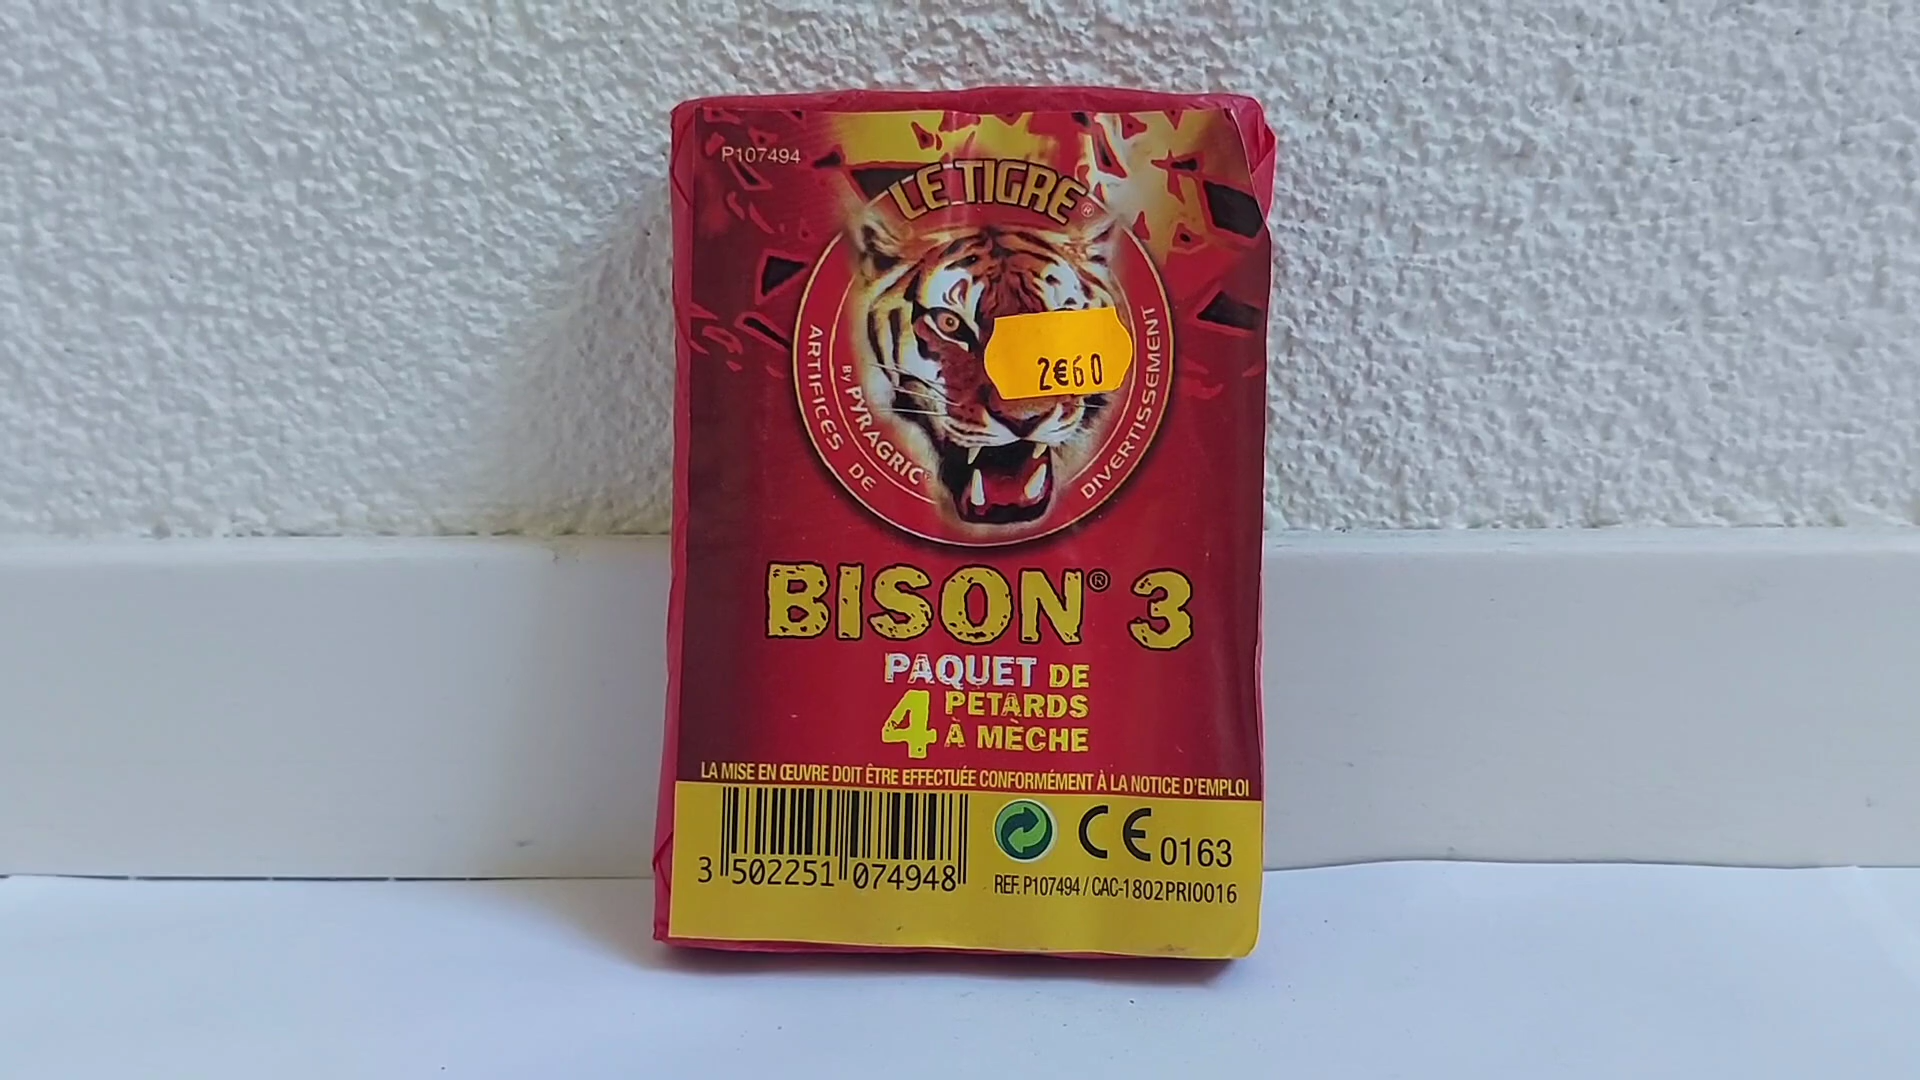 P107494
LE TIGRE®
2€60
ARTIFICES DE DIVERTISSEMENT
By PYRAGRIC®
BISON® 3
PAQUET DE
4 PETARDS
À MÈCHE
LA MISE EN ŒUVRE DOIT ÊTRE EFFECTUÉE CONFORMÉMENT À LA NOTICE D'EMPLOI
CE 0163
3 502251 074948
REF. P107494 / CAC-1802PRI0016